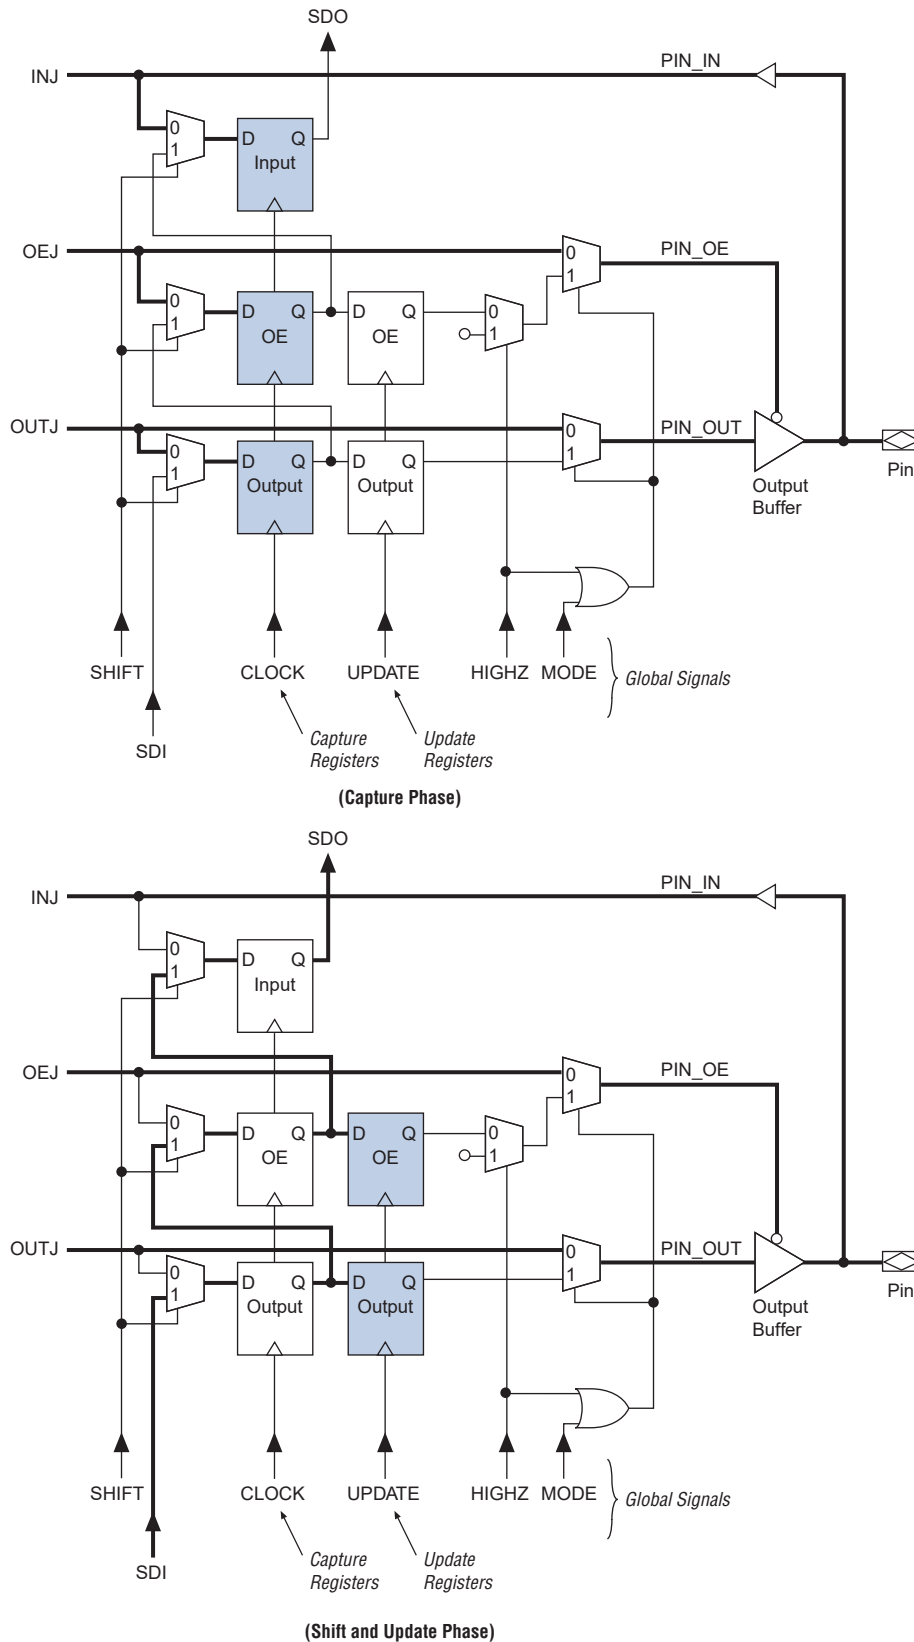 SDO
INJ
PIN_IN
0
1
D Q
Input
OEJ
0
1
PIN_OE
0
1
D Q
OE
D Q
OE
0
1
OUTJ
0
1
PIN_OUT
0
1
D Q
Output
D Q
Output
Pin
Output
Buffer
SHIFT
CLOCK
UPDATE
HIGHZ
MODE
Global Signals
SDI
Capture
Registers
Update
Registers
(Capture Phase)
SDO
INJ
PIN_IN
0
1
D Q
Input
OEJ
0
1
PIN_OE
0
1
D Q
OE
D Q
OE
0
1
OUTJ
0
1
PIN_OUT
0
1
D Q
Output
D Q
Output
Pin
Output
Buffer
SHIFT
CLOCK
UPDATE
HIGHZ
MODE
Global Signals
SDI
Capture
Registers
Update
Registers
(Shift and Update Phase)